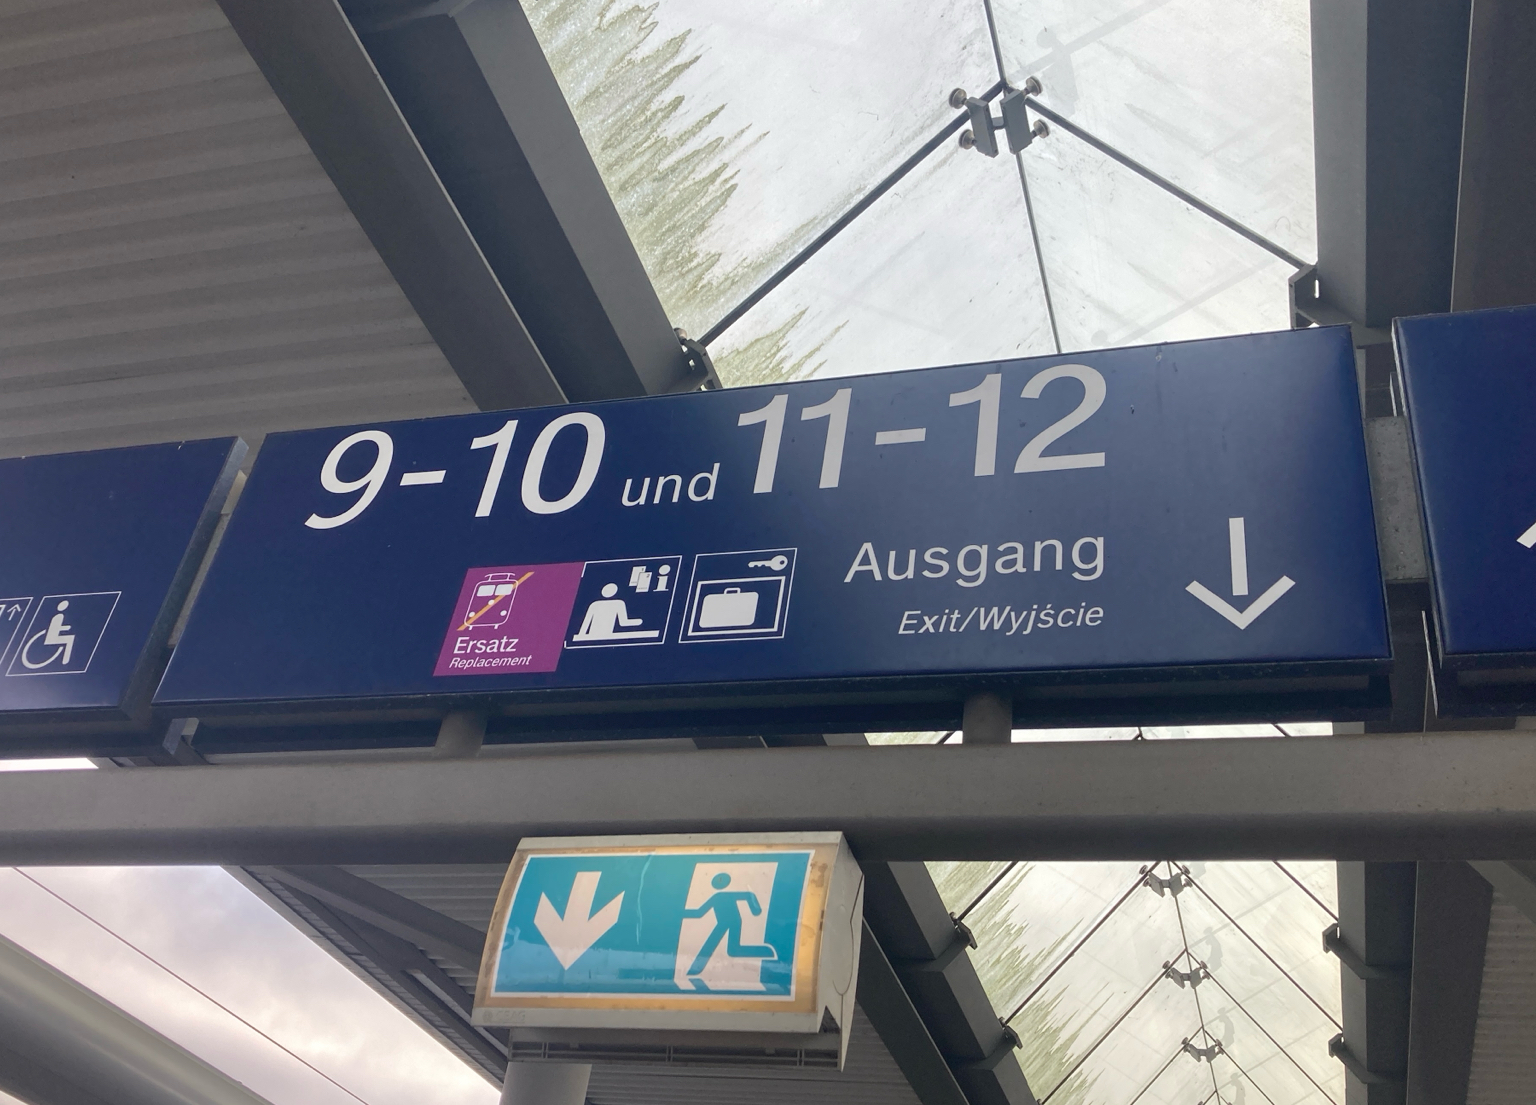 9-10 und 11-12
Ausgang
Exit/Wyjście
Ersatz
Replacement